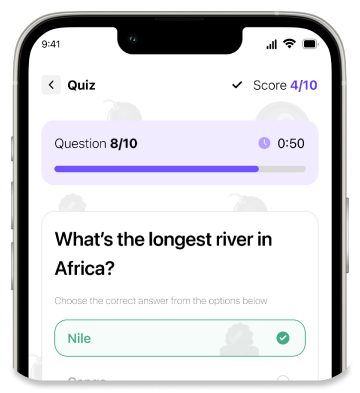 9:41
Quiz
Score 4/10
Question 8/10
0:50
What's the longest river in
Africa?
Choose the correct answer from the options below
Nile